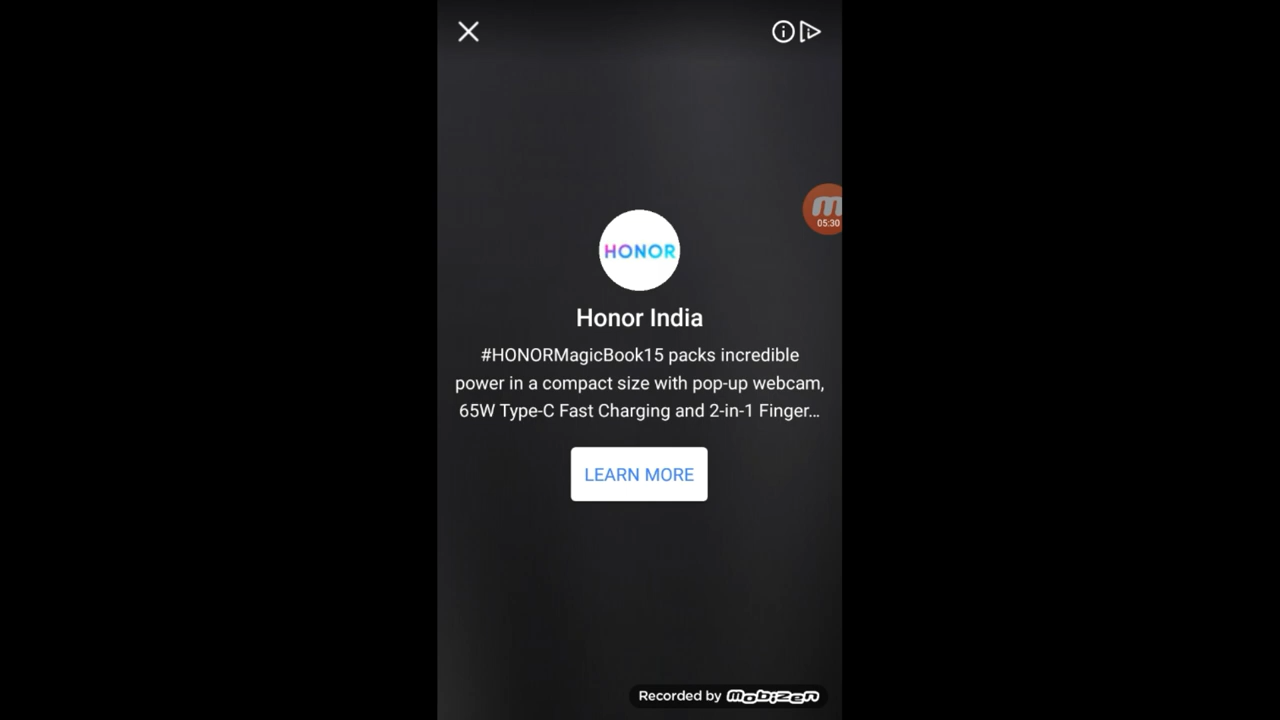 05:30
HONOR
Honor India
#HONORMagicBook15 packs incredible
power in a compact size with pop-up webcam,
65W Type-C Fast Charging and 2-in-1 Finger...
LEARN MORE
Recorded by Mobizen